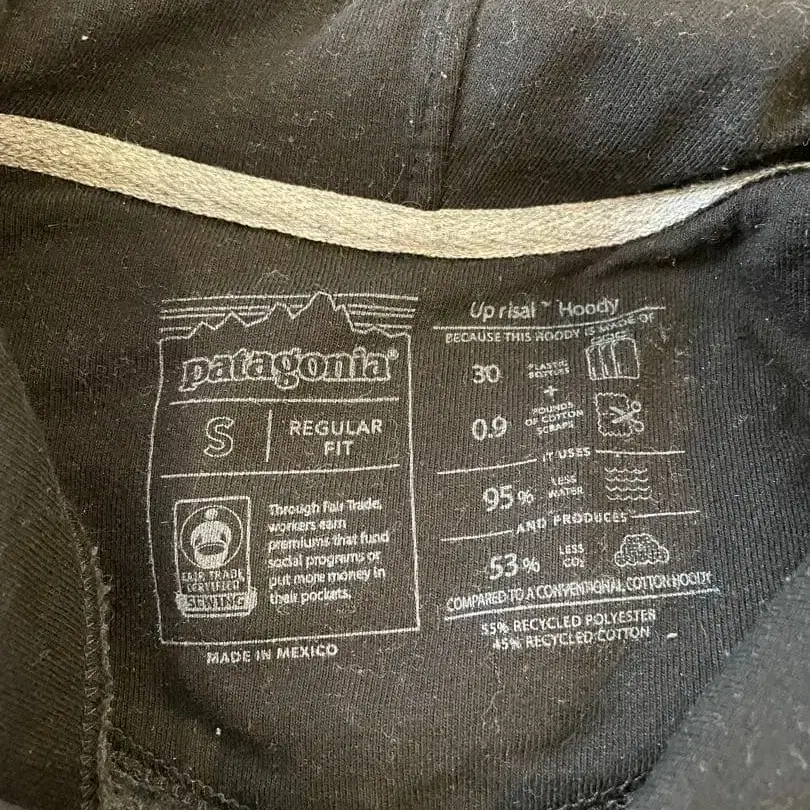 patagonia®
S
REGULAR
FIT
FAIR TRADE
CERTIFIED
SEWING
Through Fair Trade,
workers earn
premiums that fund
social programs or
put more money in
their pockets.
MADE IN MEXICO
Uprisal™ Hoody
BECAUSE THIS HOODY IS MADE OF
30
PLASTIC
BOTTLES
+
0.9
POUNDS
OF COTTON
SCRAPS
IT USES
95%
LESS
WATER
AND PRODUCES
53%
LESS
CO₂
COMPARED TO A CONVENTIONAL COTTON HOODY
55% RECYCLED POLYESTER
45% RECYCLED COTTON